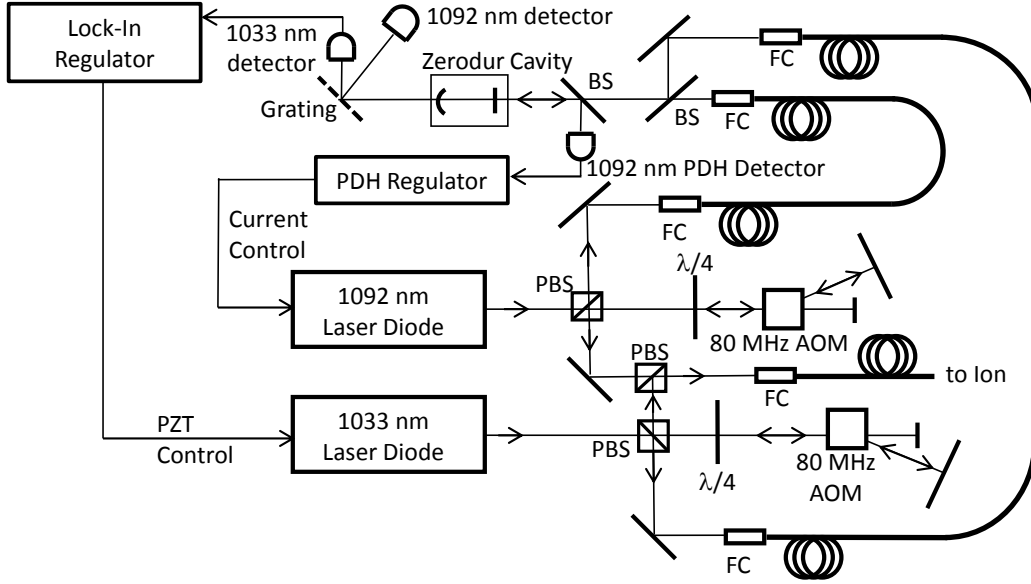 Lock-In
Regulator
1033 nm
detector
1092 nm detector
Grating
Zerodur Cavity
BS
BS
FC
FC
1092 nm PDH Detector
PDH Regulator
Current
Control
FC
λ/4
PBS
1092 nm
Laser Diode
80 MHz AOM
PBS
FC
to Ion
PZT
Control
1033 nm
Laser Diode
PBS
λ/4
80 MHz
AOM
FC